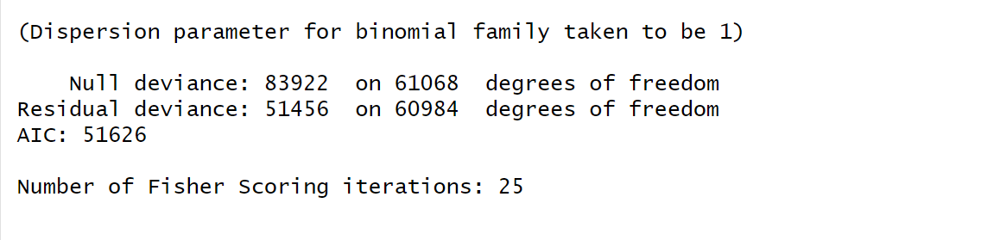 (Dispersion parameter for binomial family taken to be 1)
Null deviance: 83922 on 61068 degrees of freedom
Residual deviance: 51456 on 60984 degrees of freedom
AIC: 51626
Number of Fisher Scoring iterations: 25